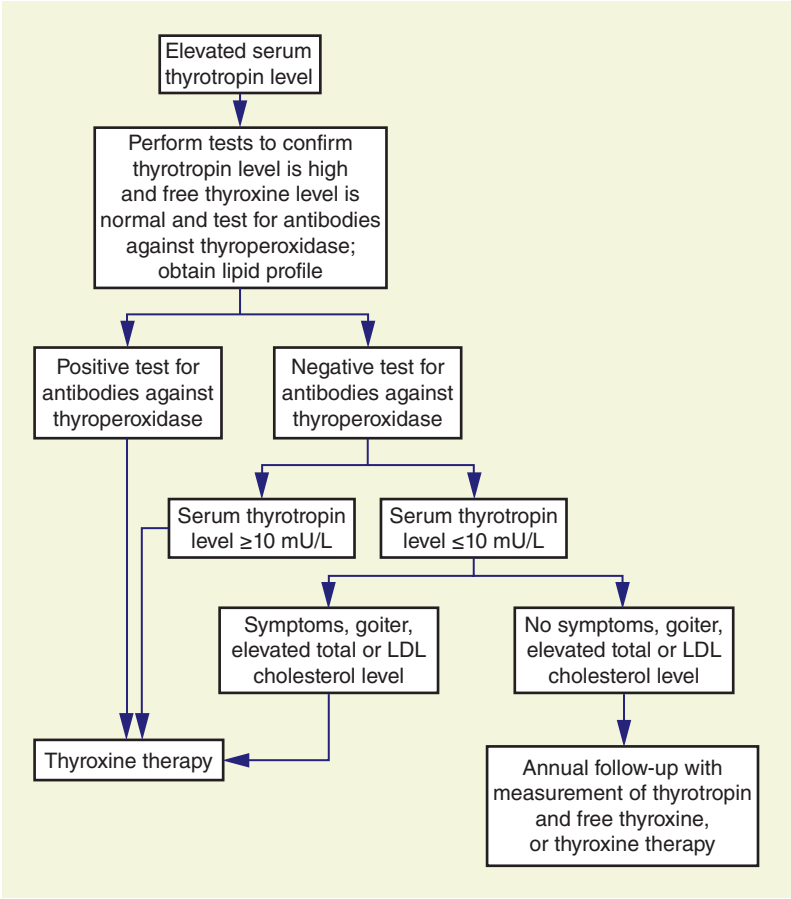 Elevated serum
thyrotropin level
Perform tests to confirm
thyrotropin level is high
and free thyroxine level is
normal and test for antibodies
against thyroperoxidase;
obtain lipid profile
Positive test for
antibodies against
thyroperoxidase
Negative test for
antibodies against
thyroperoxidase
Serum thyrotropin
level ≥10 mU/L
Serum thyrotropin
level ≤10 mU/L
Symptoms, goiter,
elevated total or LDL
cholesterol level
No symptoms, goiter,
elevated total or LDL
cholesterol level
Thyroxine therapy
Annual follow-up with
measurement of thyrotropin
and free thyroxine,
or thyroxine therapy